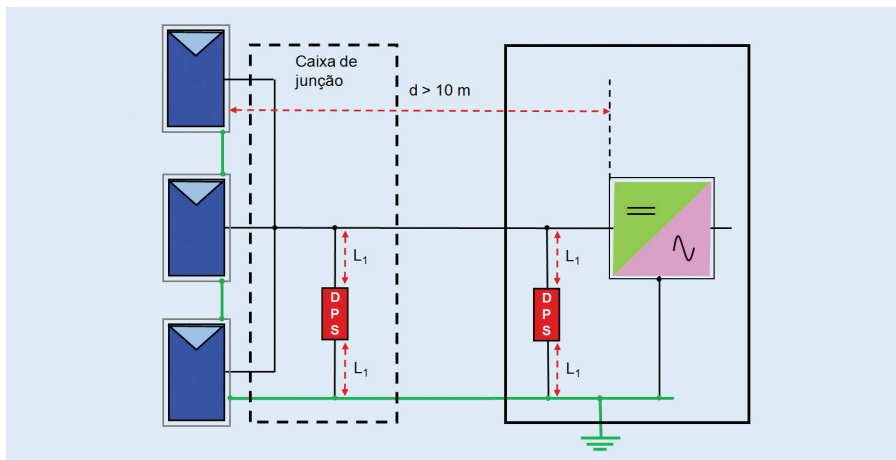 Caixa de
junção
d > 10 m
L₁
DPS
L₁
L₁
DPS
L₁